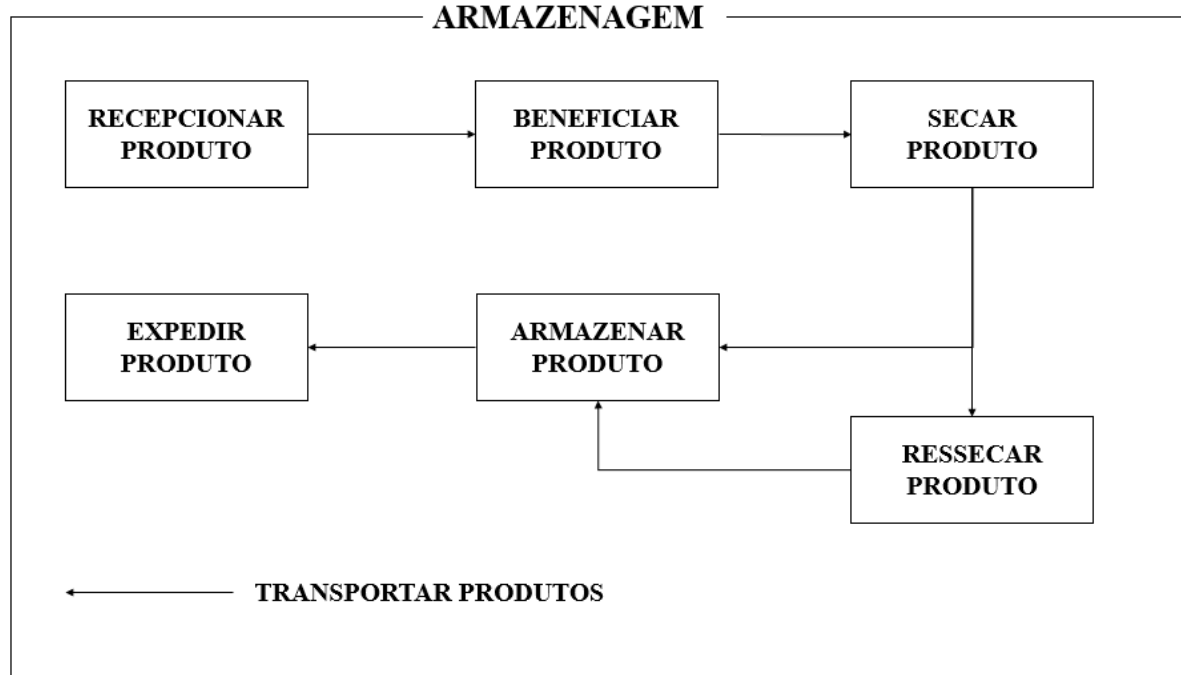 ARMAZENAGEM
RECEPCIONAR
PRODUTO
BENEFICIAR
PRODUTO
SECAR
PRODUTO
EXPEDIR
PRODUTO
ARMAZENAR
PRODUTO
RESSECAR
PRODUTO
TRANSPORTAR PRODUTOS